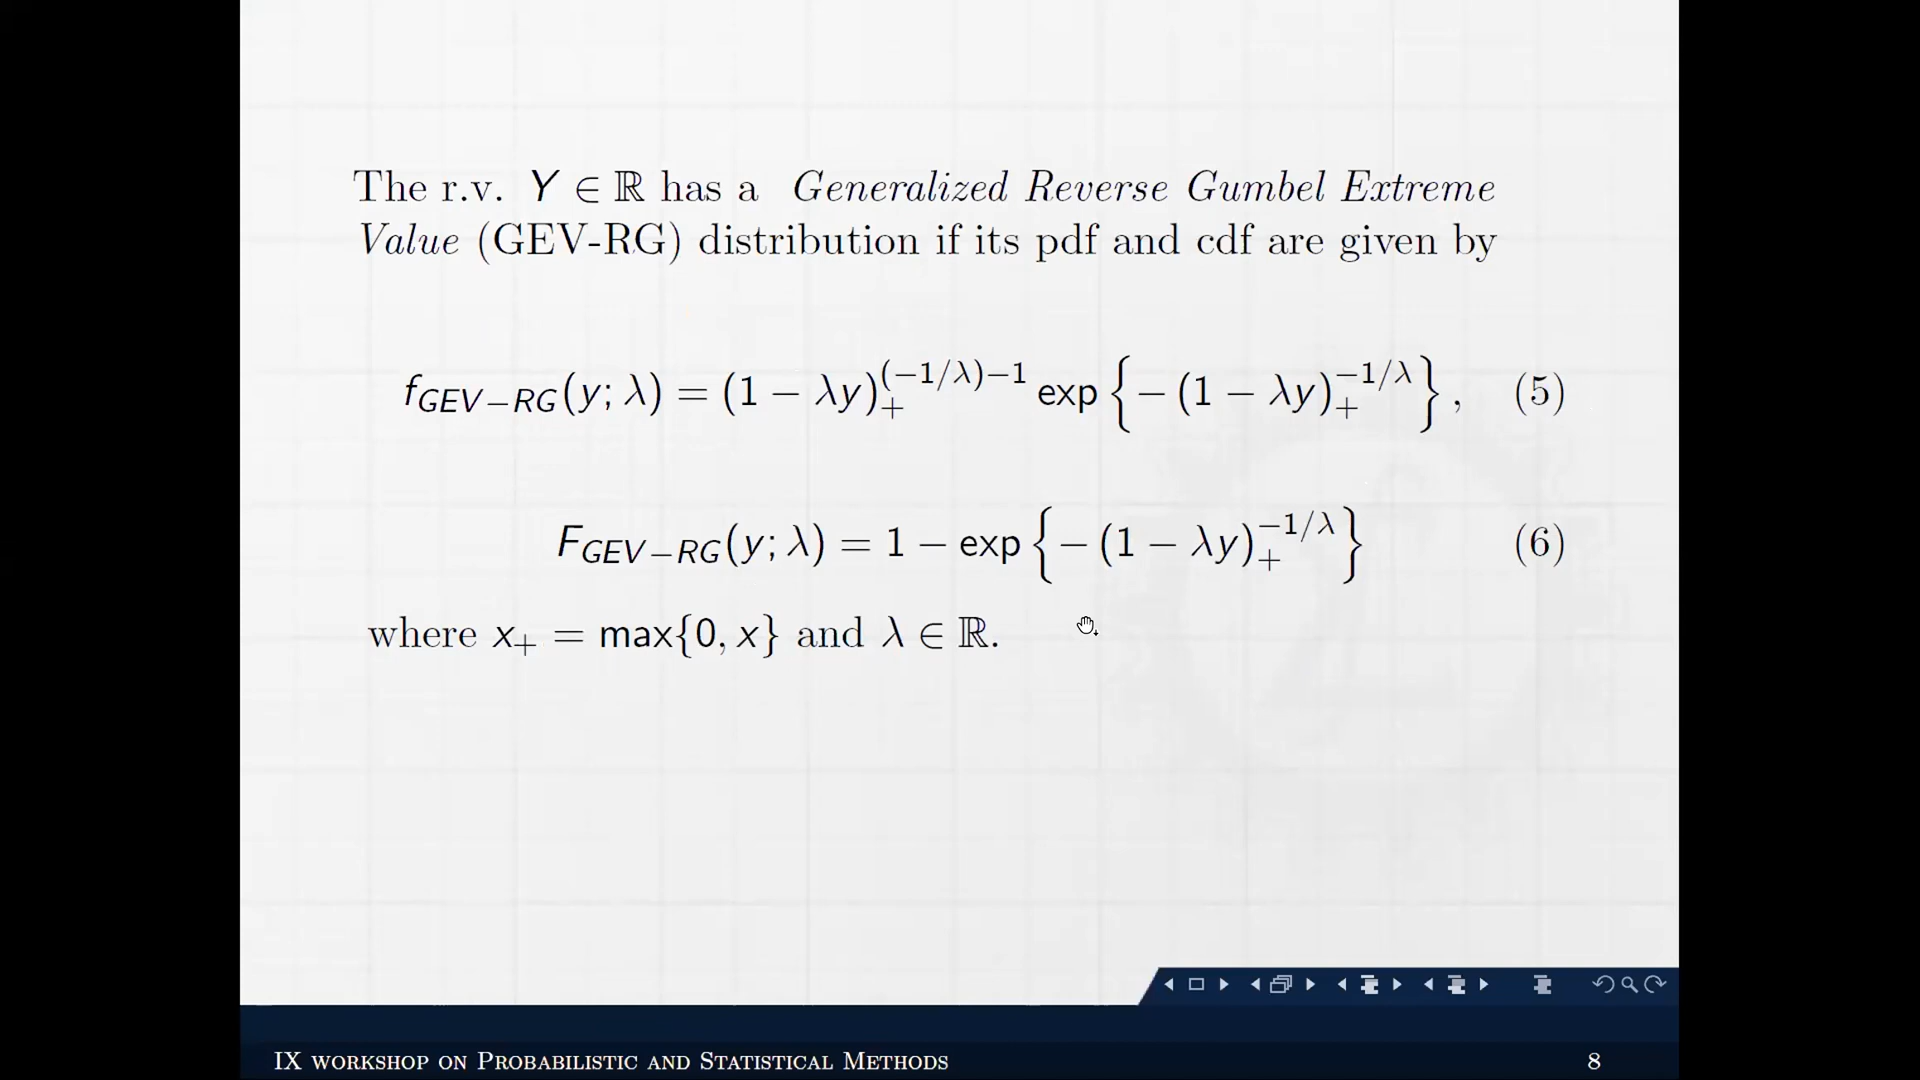 The r.v. Y ∈ ℝ has a Generalized Reverse Gumbel Extreme
Value (GEV-RG) distribution if its pdf and cdf are given by
f_{GEV−RG}(y; λ) = (1 − λy)_+^{(−1/λ)−1} exp{−(1 − λy)_+^{−1/λ}}, (5)
F_{GEV−RG}(y; λ) = 1 − exp{−(1 − λy)_+^{−1/λ}} (6)
where x_+ = max{0, x} and λ ∈ ℝ.
IX WORKSHOP ON PROBABILISTIC AND STATISTICAL METHODS 8